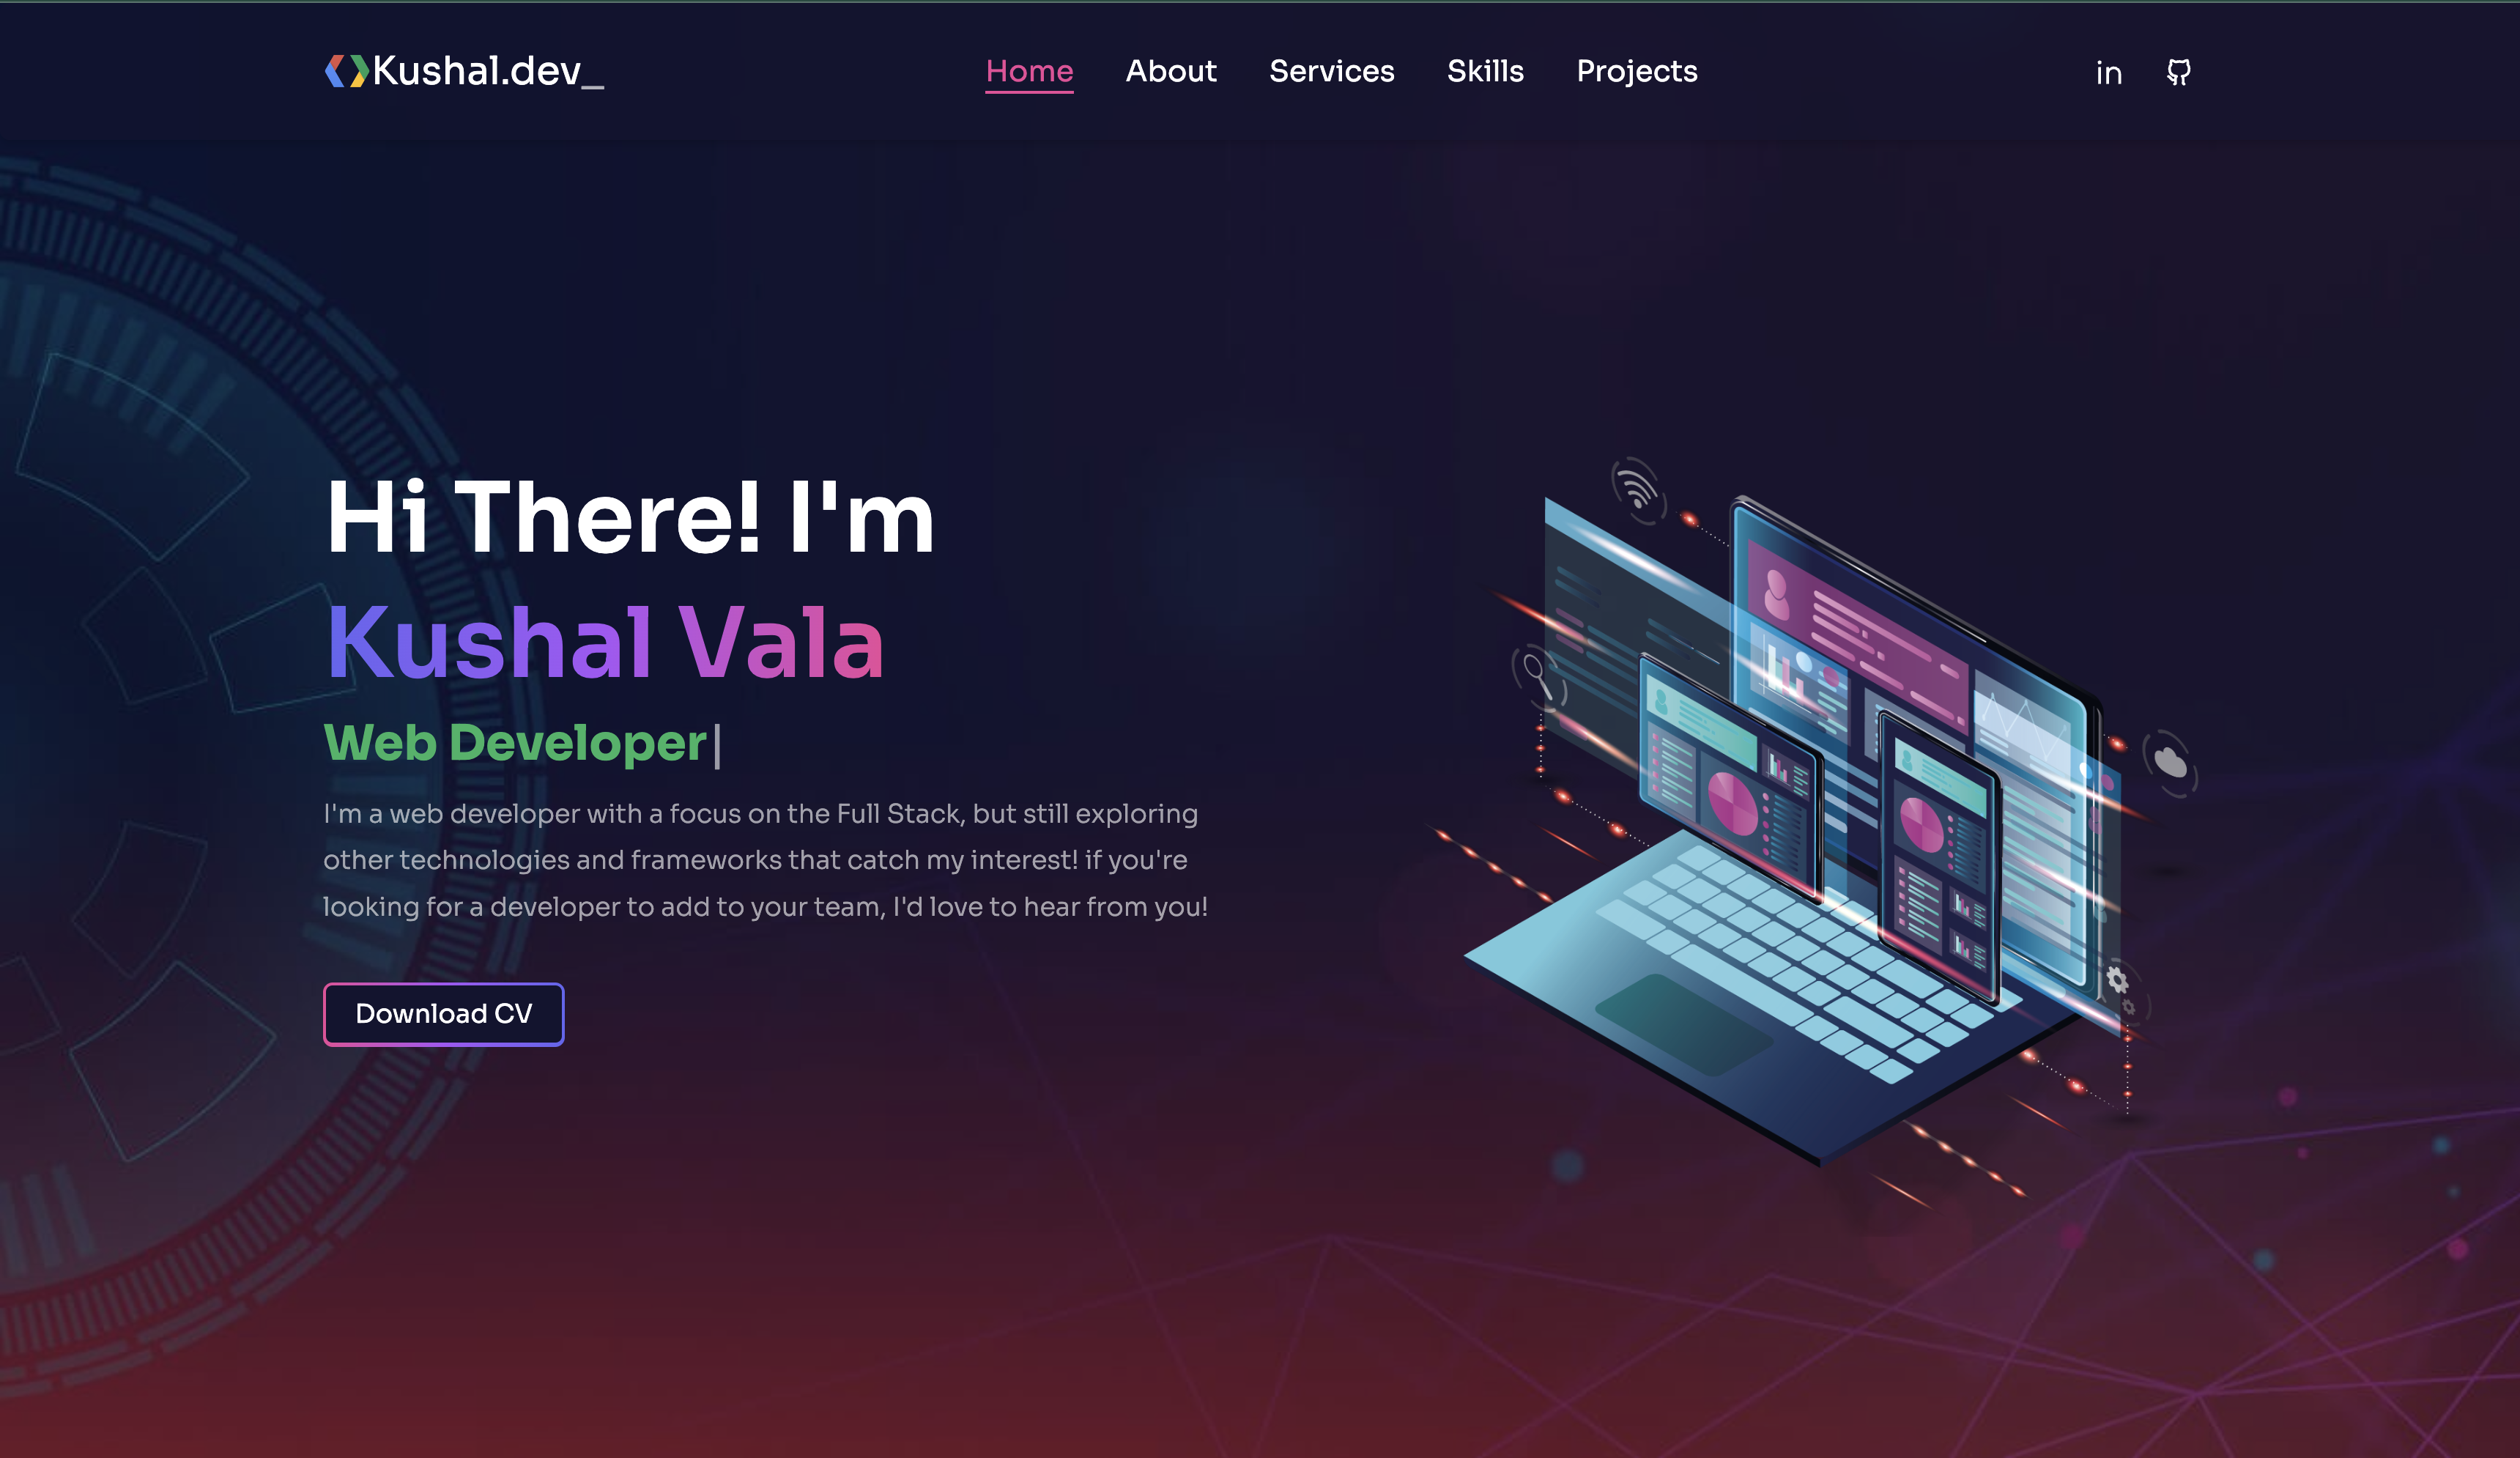 Kushal.dev_
Home About Services Skills Projects
in
Hi There! I'm
Kushal Vala
Web Developer|
I'm a web developer with a focus on the Full Stack, but still exploring
other technologies and frameworks that catch my interest! if you're
looking for a developer to add to your team, I'd love to hear from you!
Download CV